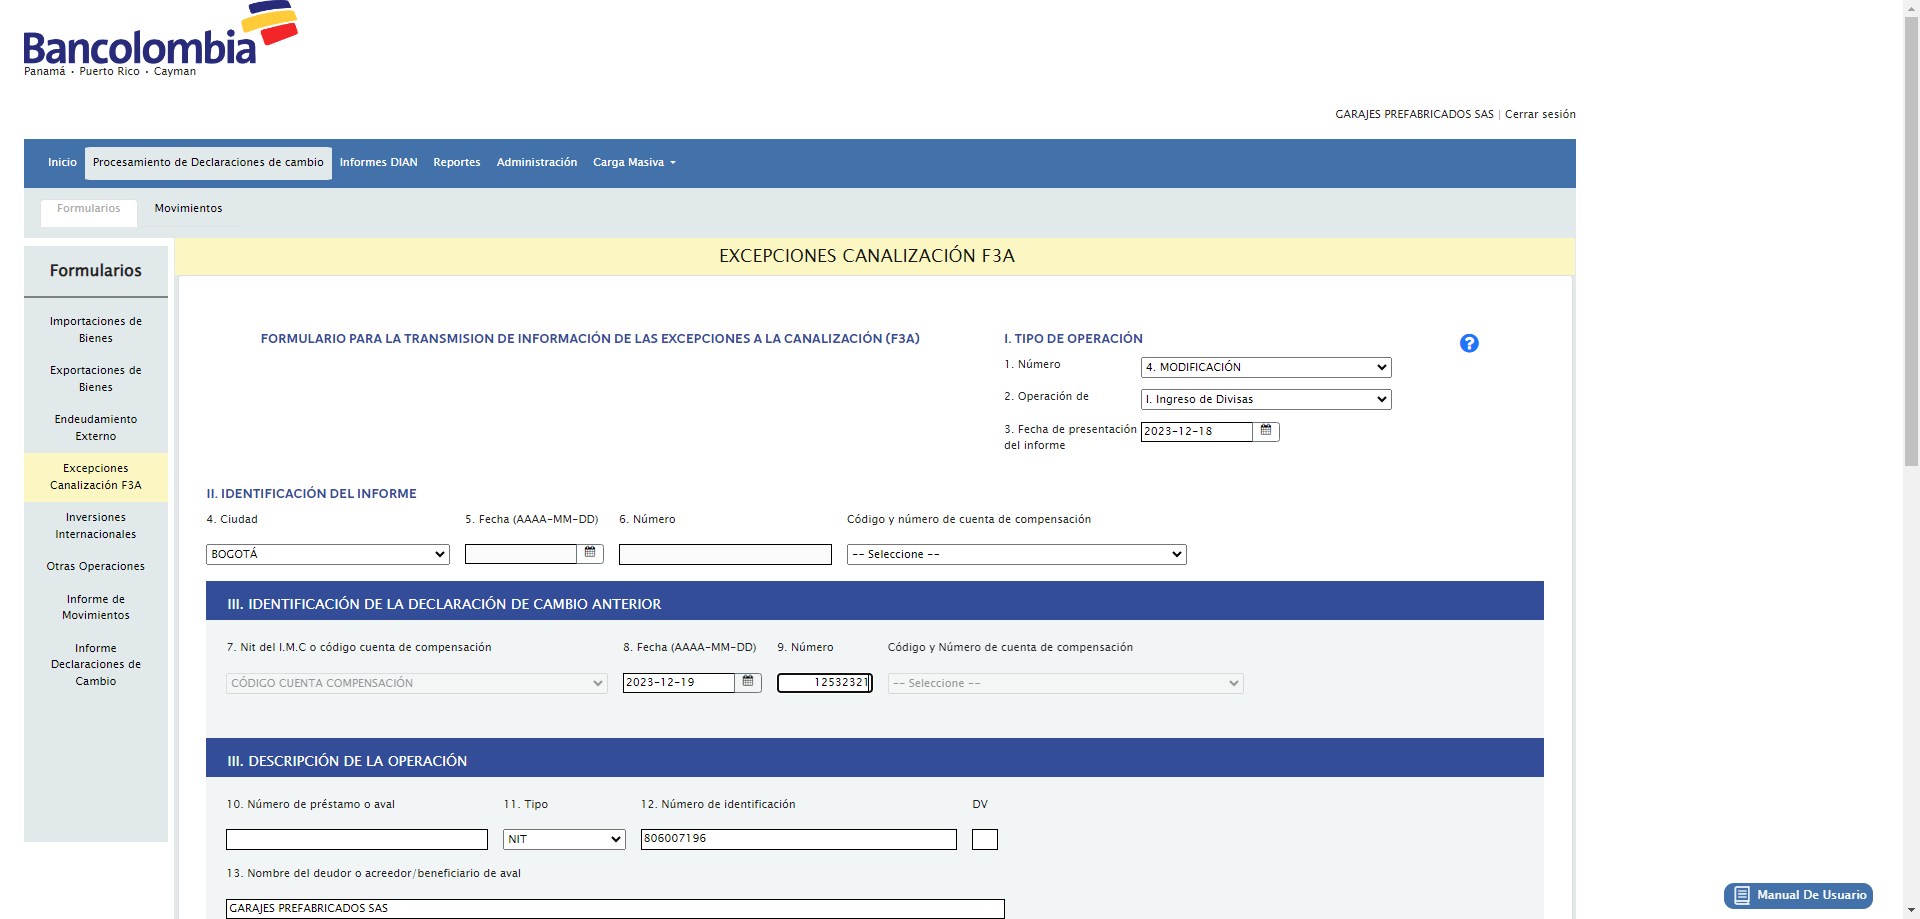 Bancolombia
Panamá • Puerto Rico • Cayman
GARAJES PREFABRICADOS SAS | Cerrar sesión
Inicio Procesamiento de Declaraciones de cambio Informes DIAN Reportes Administración Carga Masiva
Formularios Movimientos
Formularios
Importaciones de
Bienes
Exportaciones de
Bienes
Endeudamiento
Externo
Excepciones
Canalización F3A
Inversiones
Internacionales
Otras Operaciones
Informe de
Movimientos
Informe
Declaraciones de
Cambio
EXCEPCIONES CANALIZACIÓN F3A
FORMULARIO PARA LA TRANSMISION DE INFORMACIÓN DE LAS EXCEPCIONES A LA CANALIZACIÓN (F3A)
I. TIPO DE OPERACIÓN
?
1. Número 4. MODIFICACIÓN
2. Operación de I. Ingreso de Divisas
3. Fecha de presentación
del informe 2023-12-18
II. IDENTIFICACIÓN DEL INFORME
4. Ciudad 5. Fecha (AAAA-MM-DD) 6. Número Código y número de cuenta de compensación
BOGOTÁ -- Seleccione --
III. IDENTIFICACIÓN DE LA DECLARACIÓN DE CAMBIO ANTERIOR
7. Nit del I.M.C o código cuenta de compensación 8. Fecha (AAAA-MM-DD) 9. Número Código y Número de cuenta de compensación
CÓDIGO CUENTA COMPENSACIÓN 2023-12-19 12532321 -- Seleccione --
III. DESCRIPCIÓN DE LA OPERACIÓN
10. Número de préstamo o aval 11. Tipo 12. Número de identificación DV
NIT 806007196
13. Nombre del deudor o acreedor/beneficiario de aval
GARAJES PREFABRICADOS SAS
Manual De Usuario